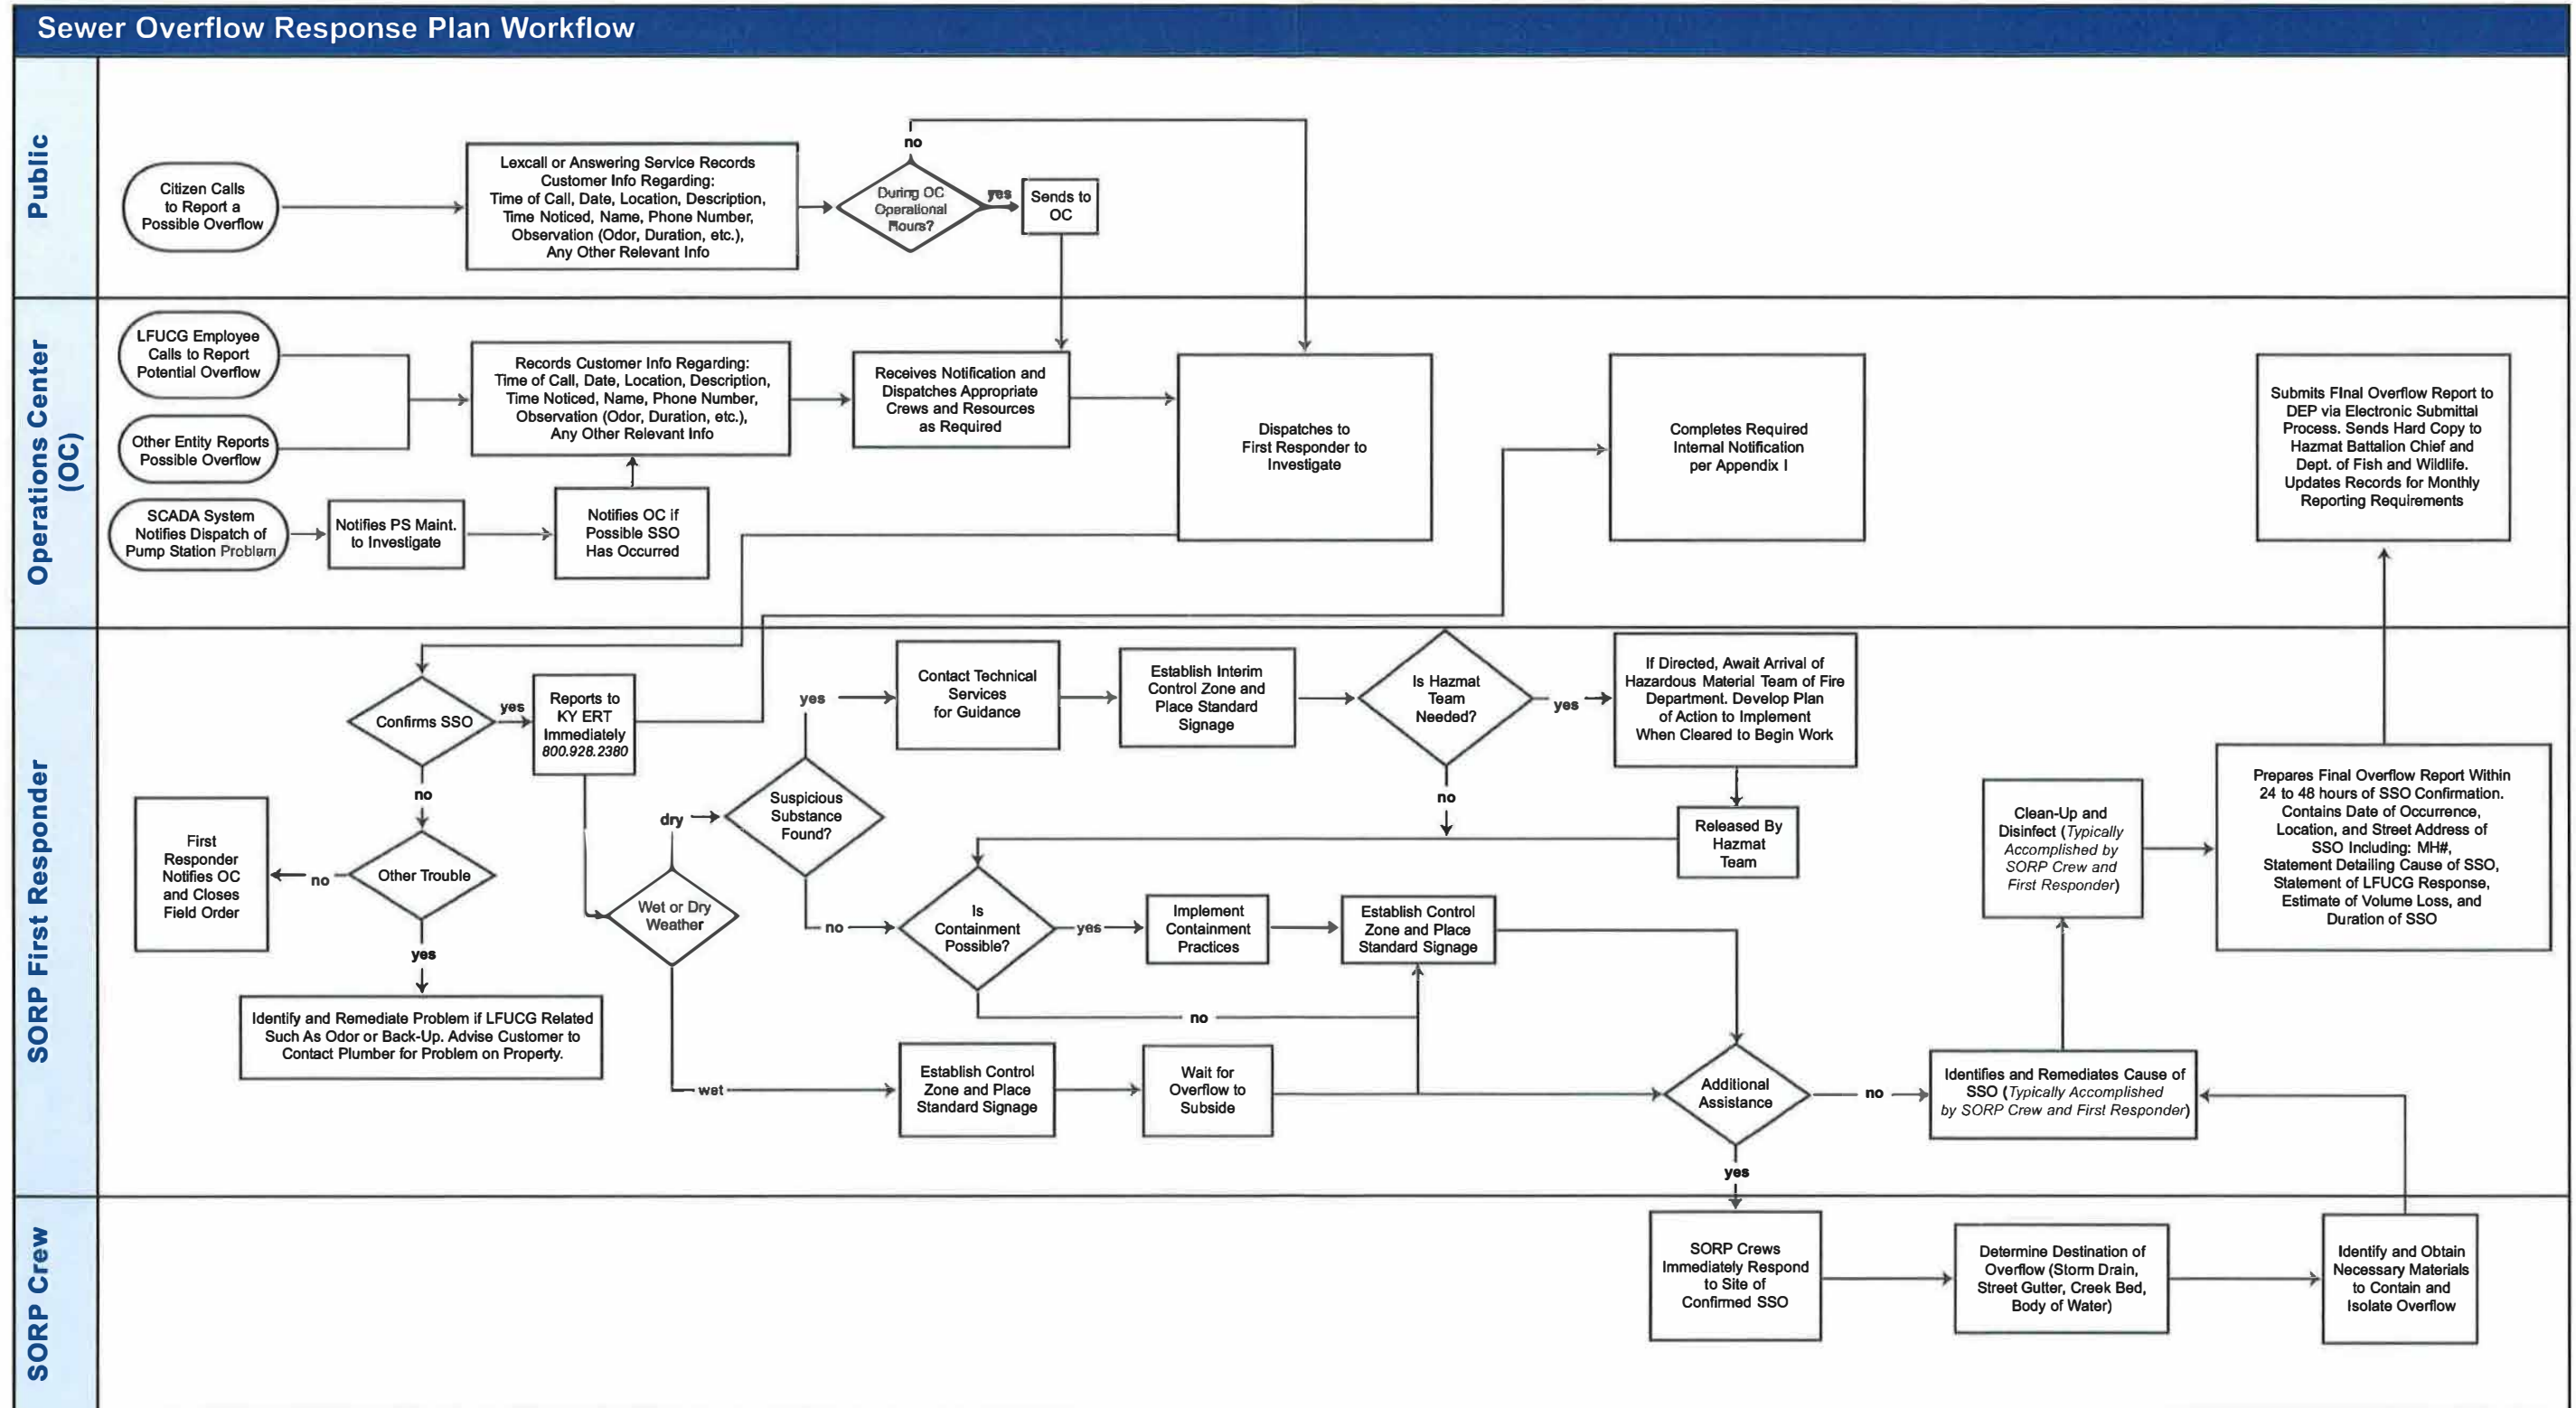 Sewer Overflow Response Plan Workflow
Public
Citizen Calls
to Report a
Possible Overflow
Lexcall or Answering Service Records
Customer Info Regarding:
Time of Call, Date, Location, Description,
Time Noticed, Name, Phone Number,
Observation (Odor, Duration, etc.),
Any Other Relevant Info
no
During OC
Operational
Hours?
yes
Sends to
OC
Operations Center
(OC)
LFUCG Employee
Calls to Report
Potential Overflow
Other Entity Reports
Possible Overflow
SCADA System
Notifies Dispatch of
Pump Station Problem
Notifies PS Maint.
to Investigate
Notifies OC if
Possible SSO
Has Occurred
Records Customer Info Regarding:
Time of Call, Date, Location, Description,
Time Noticed, Name, Phone Number,
Observation (Odor, Duration, etc.),
Any Other Relevant Info
Receives Notification and
Dispatches Appropriate
Crews and Resources
as Required
Dispatches to
First Responder to
Investigate
Completes Required
Internal Notification
per Appendix I
Submits Final Overflow Report to
DEP via Electronic Submittal
Process. Sends Hard Copy to
Hazmat Battalion Chief and
Dept. of Fish and Wildlife.
Updates Records for Monthly
Reporting Requirements
SORP First Responder
Confirms SSO
yes
Reports to
KY ERT
Immediately
800.928.2380
no
Other Trouble
no
First
Responder
Notifies OC
and Closes
Field Order
yes
Identify and Remediate Problem if LFUCG Related
Such As Odor or Back-Up. Advise Customer to
Contact Plumber for Problem on Property.
Wet or Dry
Weather
dry
Suspicious
Substance
Found?
yes
Contact Technical
Services
for Guidance
Establish Interim
Control Zone and
Place Standard
Signage
Is Hazmat
Team
Needed?
yes
If Directed, Await Arrival of
Hazardous Material Team of Fire
Department. Develop Plan
of Action to Implement
When Cleared to Begin Work
no
Released By
Hazmat
Team
no
Is
Containment
Possible?
yes
Implement
Containment
Practices
Establish Control
Zone and Place
Standard Signage
no
wet
Establish Control
Zone and Place
Standard Signage
Wait for
Overflow to
Subside
Additional
Assistance
no
Identifies and Remediates Cause of
SSO (Typically Accomplished
by SORP Crew and First Responder)
Clean-Up and
Disinfect (Typically
Accomplished by
SORP Crew and
First Responder)
Prepares Final Overflow Report Within
24 to 48 hours of SSO Confirmation.
Contains Date of Occurrence,
Location, and Street Address of
SSO Including: MH#,
Statement Detailing Cause of SSO,
Statement of LFUCG Response,
Estimate of Volume Loss, and
Duration of SSO
yes
SORP Crew
SORP Crews
Immediately Respond
to Site of
Confirmed SSO
Determine Destination of
Overflow (Storm Drain,
Street Gutter, Creek Bed,
Body of Water)
Identify and Obtain
Necessary Materials
to Contain and
Isolate Overflow